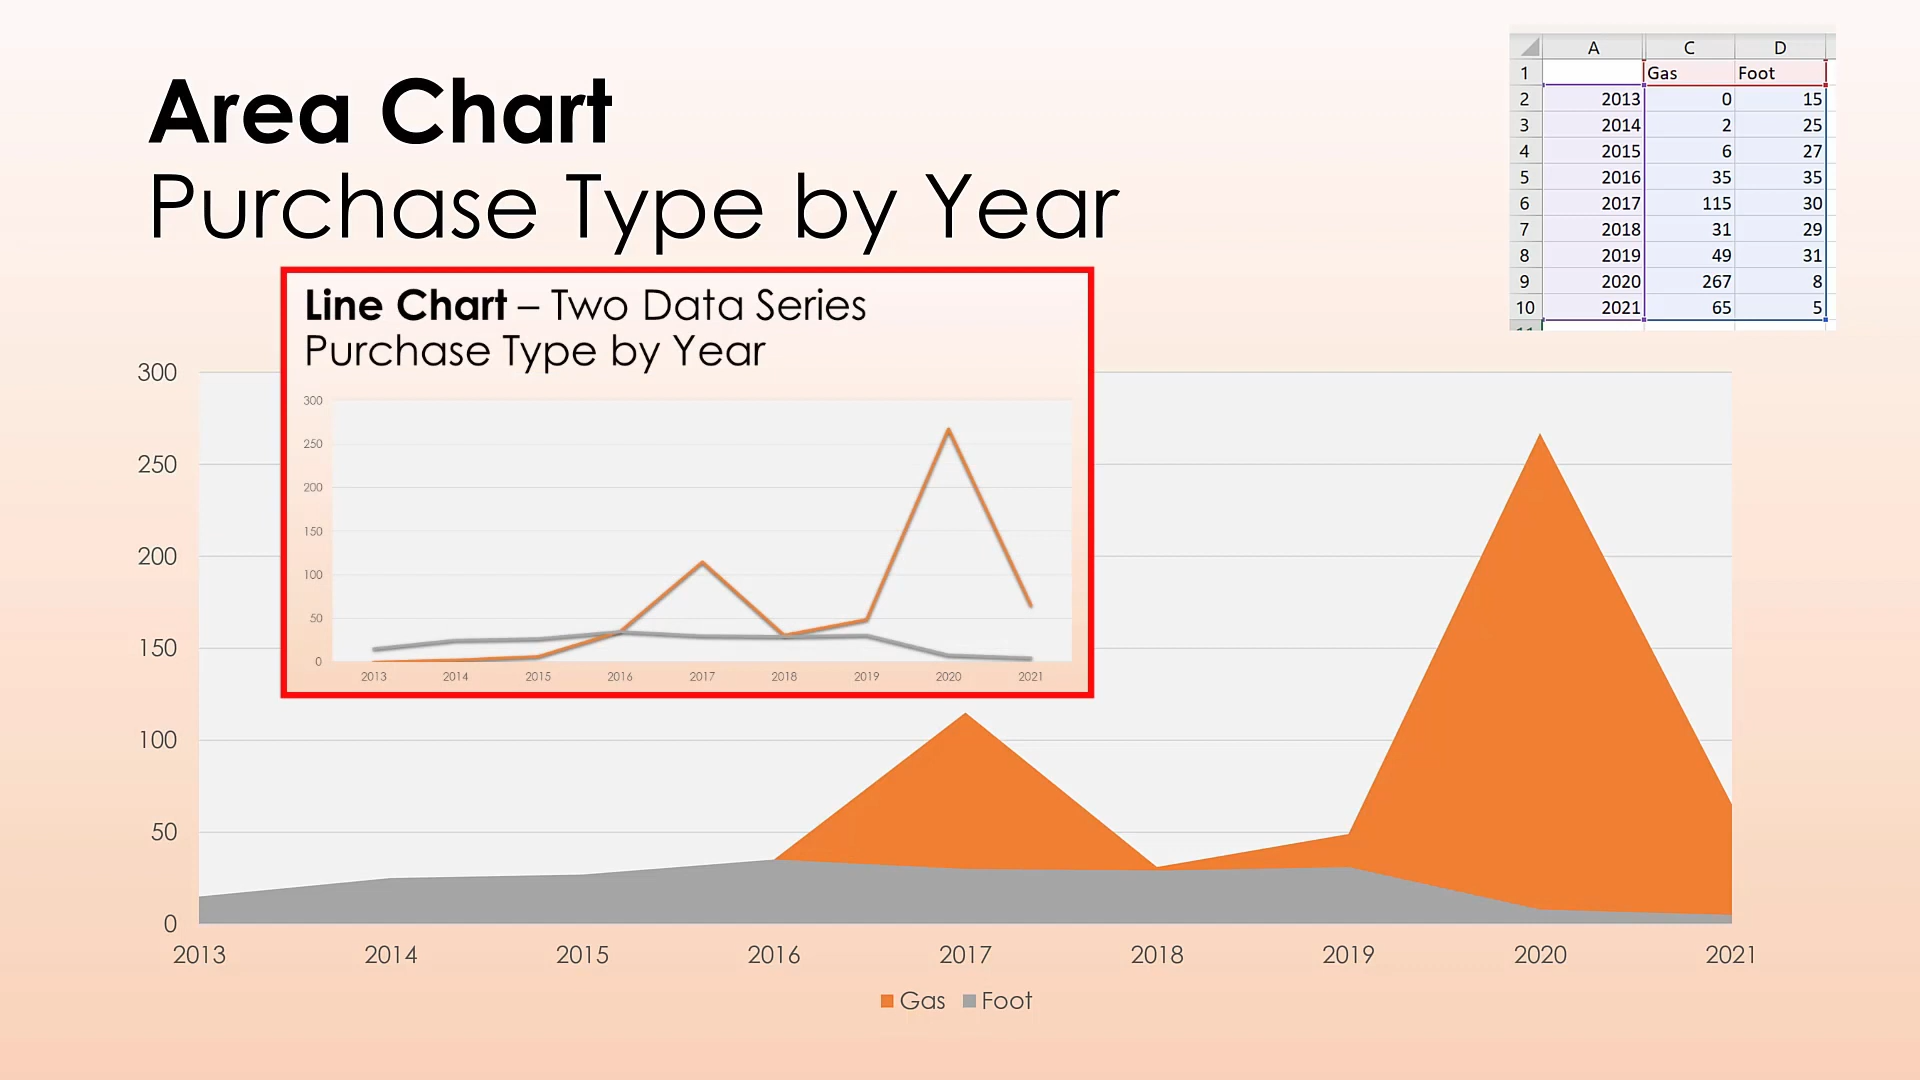 Area Chart
Purchase Type by Year
A C D
1 Gas Foot
2 2013 0 15
3 2014 2 25
4 2015 6 27
5 2016 35 35
6 2017 115 30
7 2018 31 29
8 2019 49 31
9 2020 267 8
10 2021 65 5
Line Chart – Two Data Series
Purchase Type by Year
300
250
200
150
100
50
0
2013 2014 2015 2016 2017 2018 2019 2020 2021
300
250
200
150
100
50
0
2013 2014 2015 2016 2017 2018 2019 2020 2021
Gas Foot